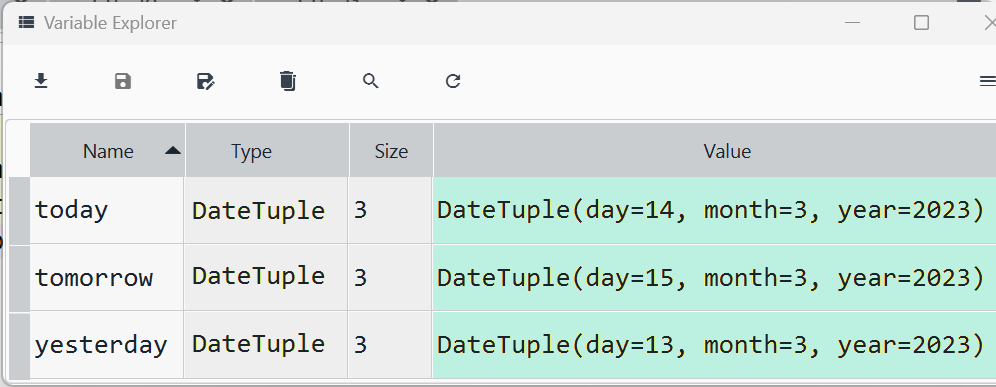 Variable Explorer
Name Type Size Value
today DateTuple 3 DateTuple(day=14, month=3, year=2023)
tomorrow DateTuple 3 DateTuple(day=15, month=3, year=2023)
yesterday DateTuple 3 DateTuple(day=13, month=3, year=2023)